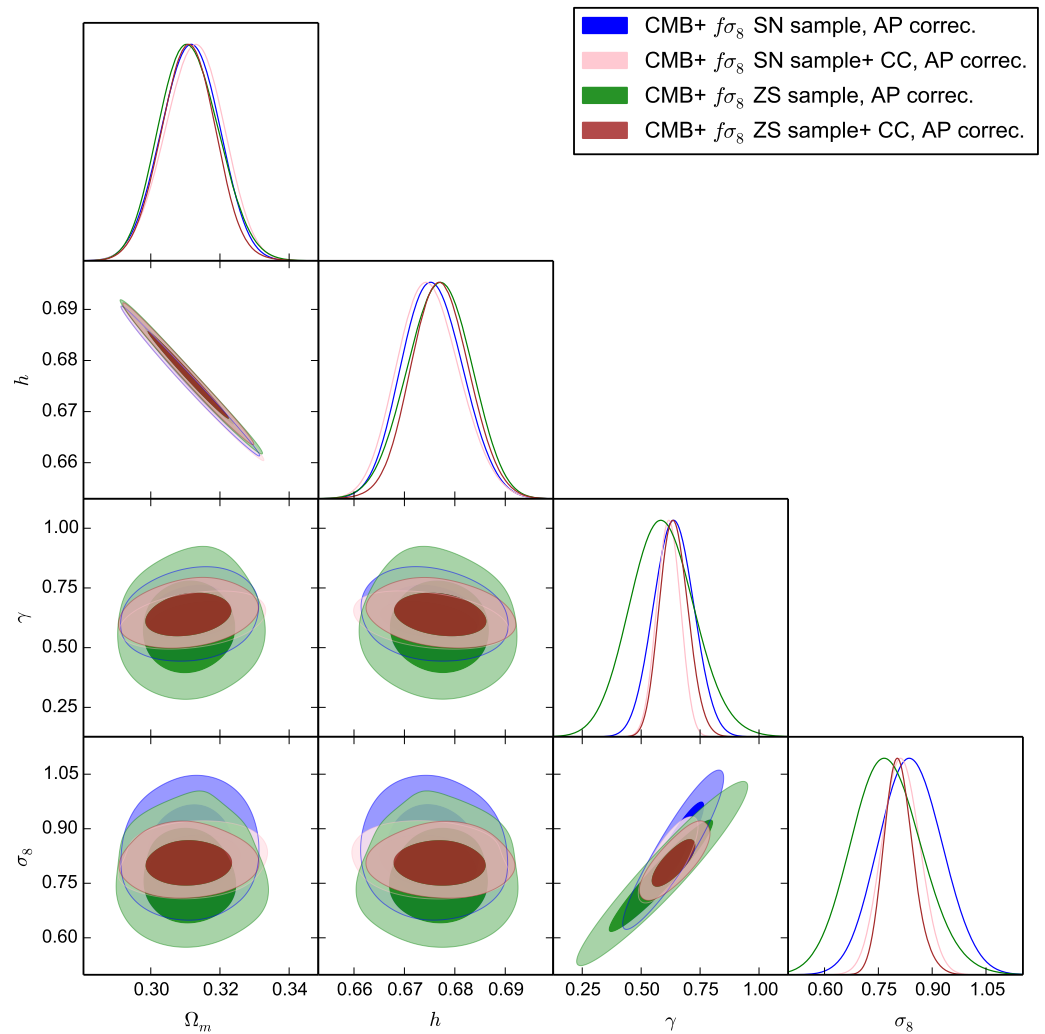 CMB+ fσ₈ SN sample, AP correc.
CMB+ fσ₈ SN sample+ CC, AP correc.
CMB+ fσ₈ ZS sample, AP correc.
CMB+ fσ₈ ZS sample+ CC, AP correc.
0.69
0.68
0.67
0.66
h
1.00
0.75
0.50
0.25
γ
1.05
0.90
0.75
0.60
σ₈
0.30 0.32 0.34
0.66 0.67 0.68 0.69
0.25 0.50 0.75 1.00
0.60 0.75 0.90 1.05
Ωₘ h γ σ₈